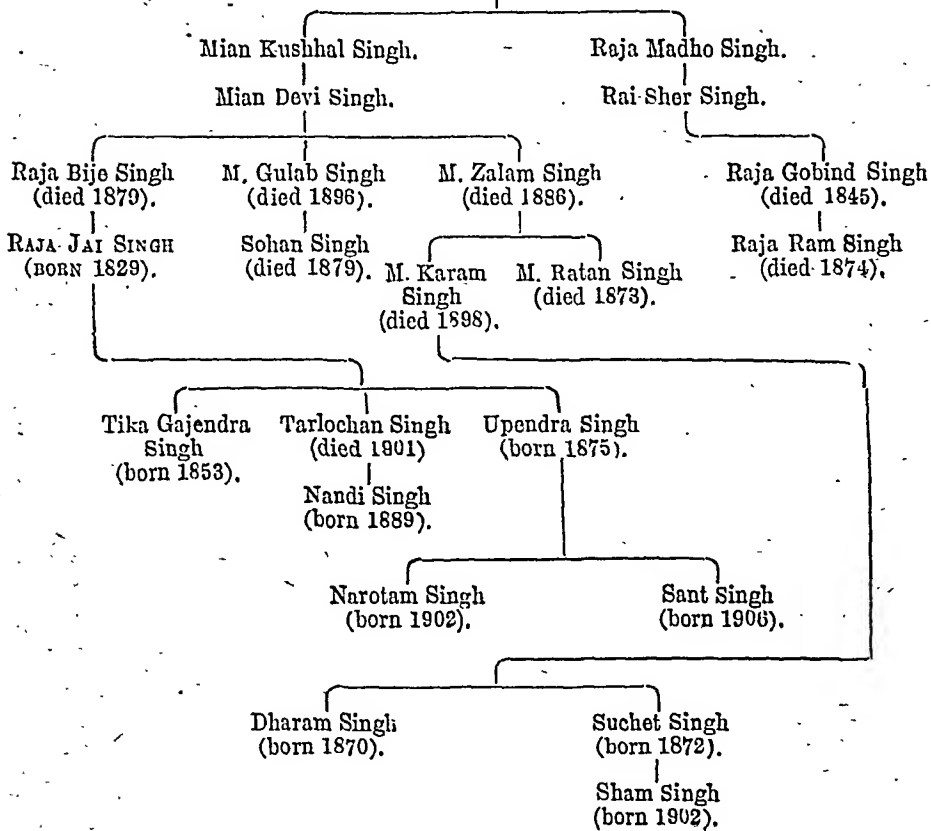 Mian Kushhal Singh. Raja Madho Singh.
Mian Devi Singh. Rai Sher Singh.
Raja Bije Singh M. Gulab Singh M. Zalam Singh Raja Gobind Singh
(died 1879). (died 1896). (died 1886). (died 1845).
RAJA JAI SINGH Sohan Singh Raja Ram Singh
(BORN 1829). (died 1879). (died 1874).
M. Karam M. Ratan Singh
Singh (died 1873).
(died 1898).
Tika Gajendra Tarlochan Singh Upendra Singh
Singh (died 1901) (born 1875).
(born 1853).
Nandi Singh
(born 1889).
Narotam Singh Sant Singh
(born 1902). (born 1906).
Dharam Singh Suchet Singh
(born 1870). (born 1872).
Sham Singh
(born 1902).